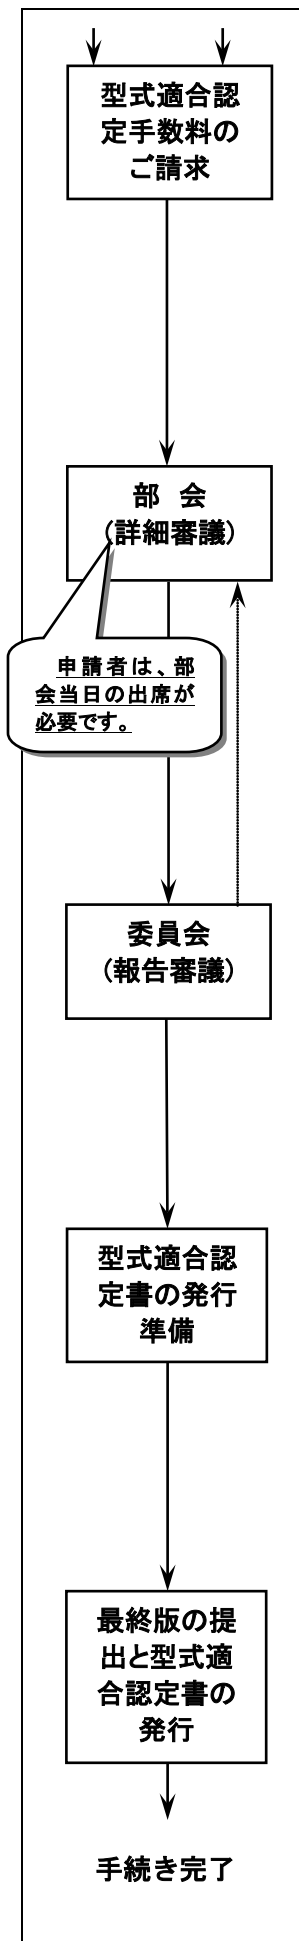 型式適合認
定手数料の
ご請求
部　会
(詳細審議)
申請者は、部
会当日の出席が
必要です。
委員会
(報告審議)
型式適合認
定書の発行
準備
最終版の提
出と型式適
合認定書の
発行
手続き完了